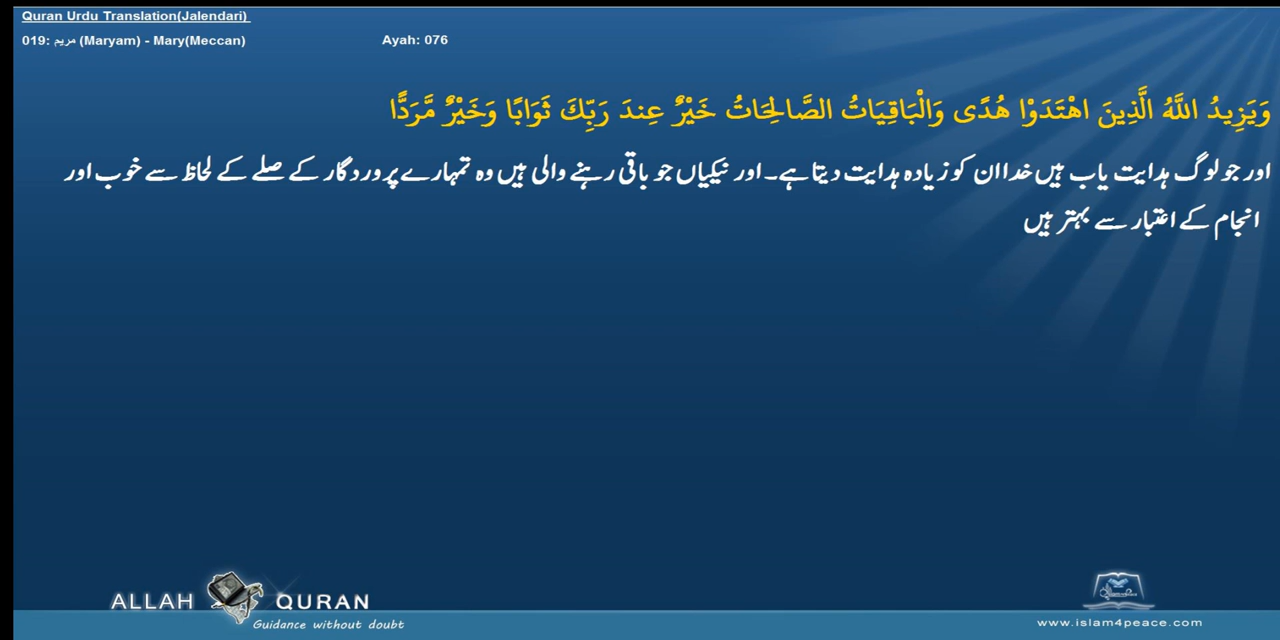 Quran Urdu Translation(Jalendari)
019: مريم (Maryam) - Mary(Meccan) Ayah: 076
وَيَزِيدُ اللَّهُ الَّذِينَ اهْتَدَوْا هُدًى وَالْبَاقِيَاتُ الصَّالِحَاتُ خَيْرٌ عِندَ رَبِّكَ ثَوَابًا وَخَيْرٌ مَّرَدًّا
اور جو لوگ ہدایت یاب ہیں خدا ان کو زیادہ ہدایت دیتا ہے۔ اور نیکیاں جو باقی رہنے والی ہیں وہ تمہارے پروردگار کے صلے کے لحاظ سے خوب اور
انجام کے اعتبار سے بہتر ہیں
ALLAH QURAN
Guidance without doubt
www.islam4peace.com